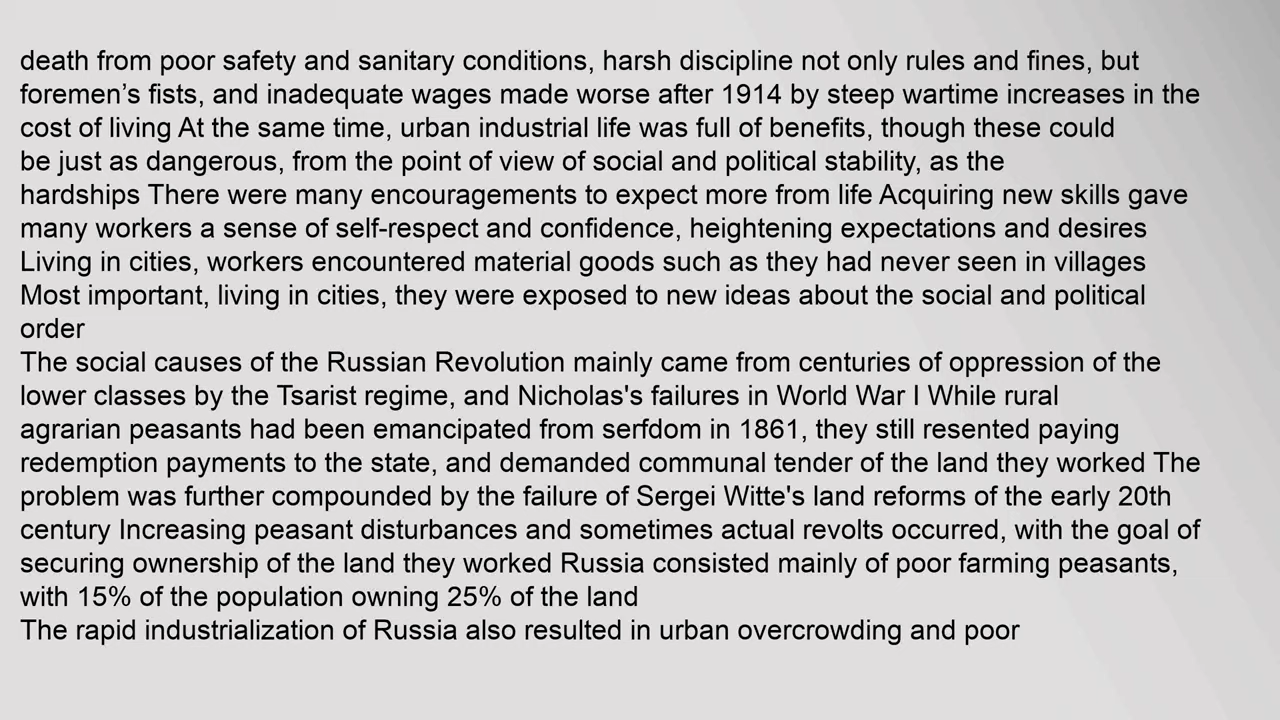 death from poor safety and sanitary conditions, harsh discipline not only rules and fines, but
foremen’s fists, and inadequate wages made worse after 1914 by steep wartime increases in the
cost of living At the same time, urban industrial life was full of benefits, though these could
be just as dangerous, from the point of view of social and political stability, as the
hardships There were many encouragements to expect more from life Acquiring new skills gave
many workers a sense of self-respect and confidence, heightening expectations and desires
Living in cities, workers encountered material goods such as they had never seen in villages
Most important, living in cities, they were exposed to new ideas about the social and political
order
The social causes of the Russian Revolution mainly came from centuries of oppression of the
lower classes by the Tsarist regime, and Nicholas's failures in World War I While rural
agrarian peasants had been emancipated from serfdom in 1861, they still resented paying
redemption payments to the state, and demanded communal tender of the land they worked The
problem was further compounded by the failure of Sergei Witte's land reforms of the early 20th
century Increasing peasant disturbances and sometimes actual revolts occurred, with the goal of
securing ownership of the land they worked Russia consisted mainly of poor farming peasants,
with 15% of the population owning 25% of the land
The rapid industrialization of Russia also resulted in urban overcrowding and poor